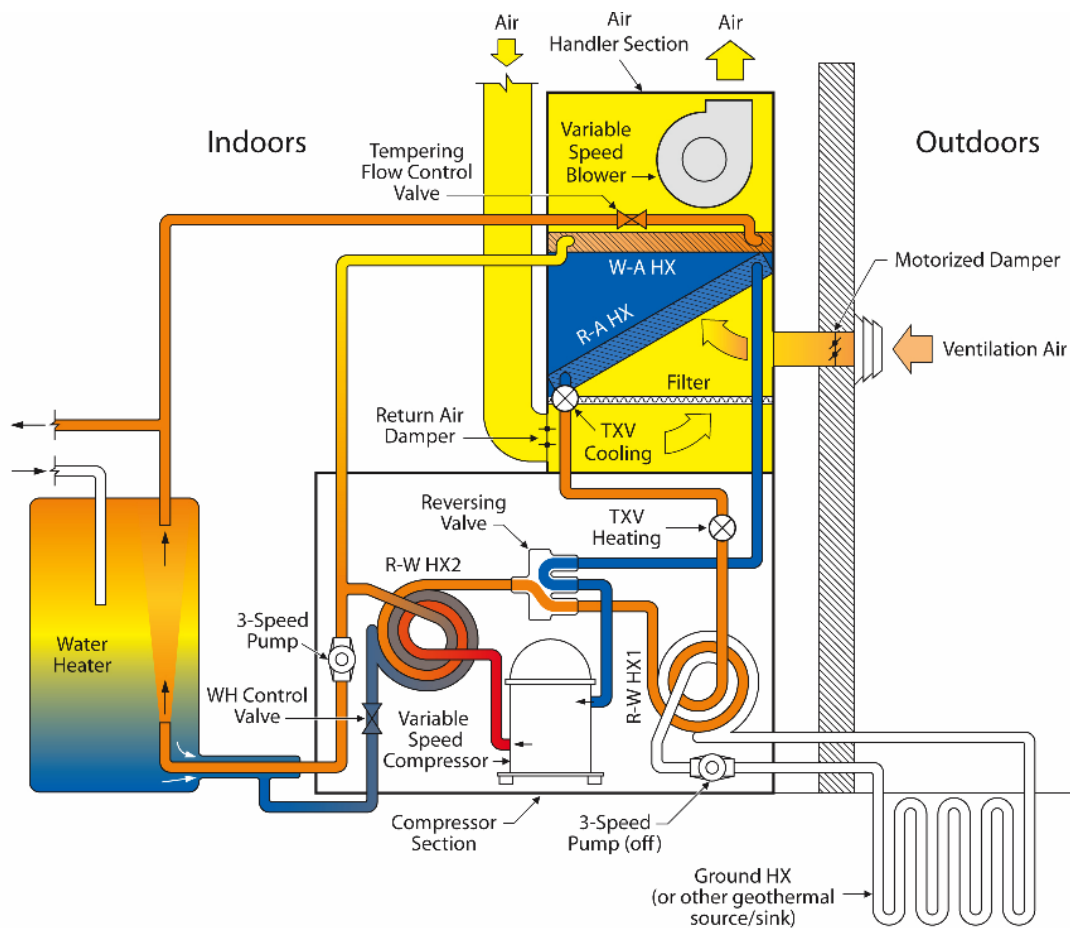 Air
Air
Handler Section
Air
Indoors
Outdoors
Variable
Speed
Blower
Tempering
Flow Control
Valve
W-A HX
Motorized Damper
R-A HX
Ventilation Air
Filter
Return Air
Damper
TXV
Cooling
Reversing
Valve
TXV
Heating
R-W HX2
3-Speed
Pump
Water
Heater
R-W HX1
WH Control
Valve
Variable
Speed
Compressor
Compressor
Section
3-Speed
Pump (off)
Ground HX
(or other geothermal
source/sink)